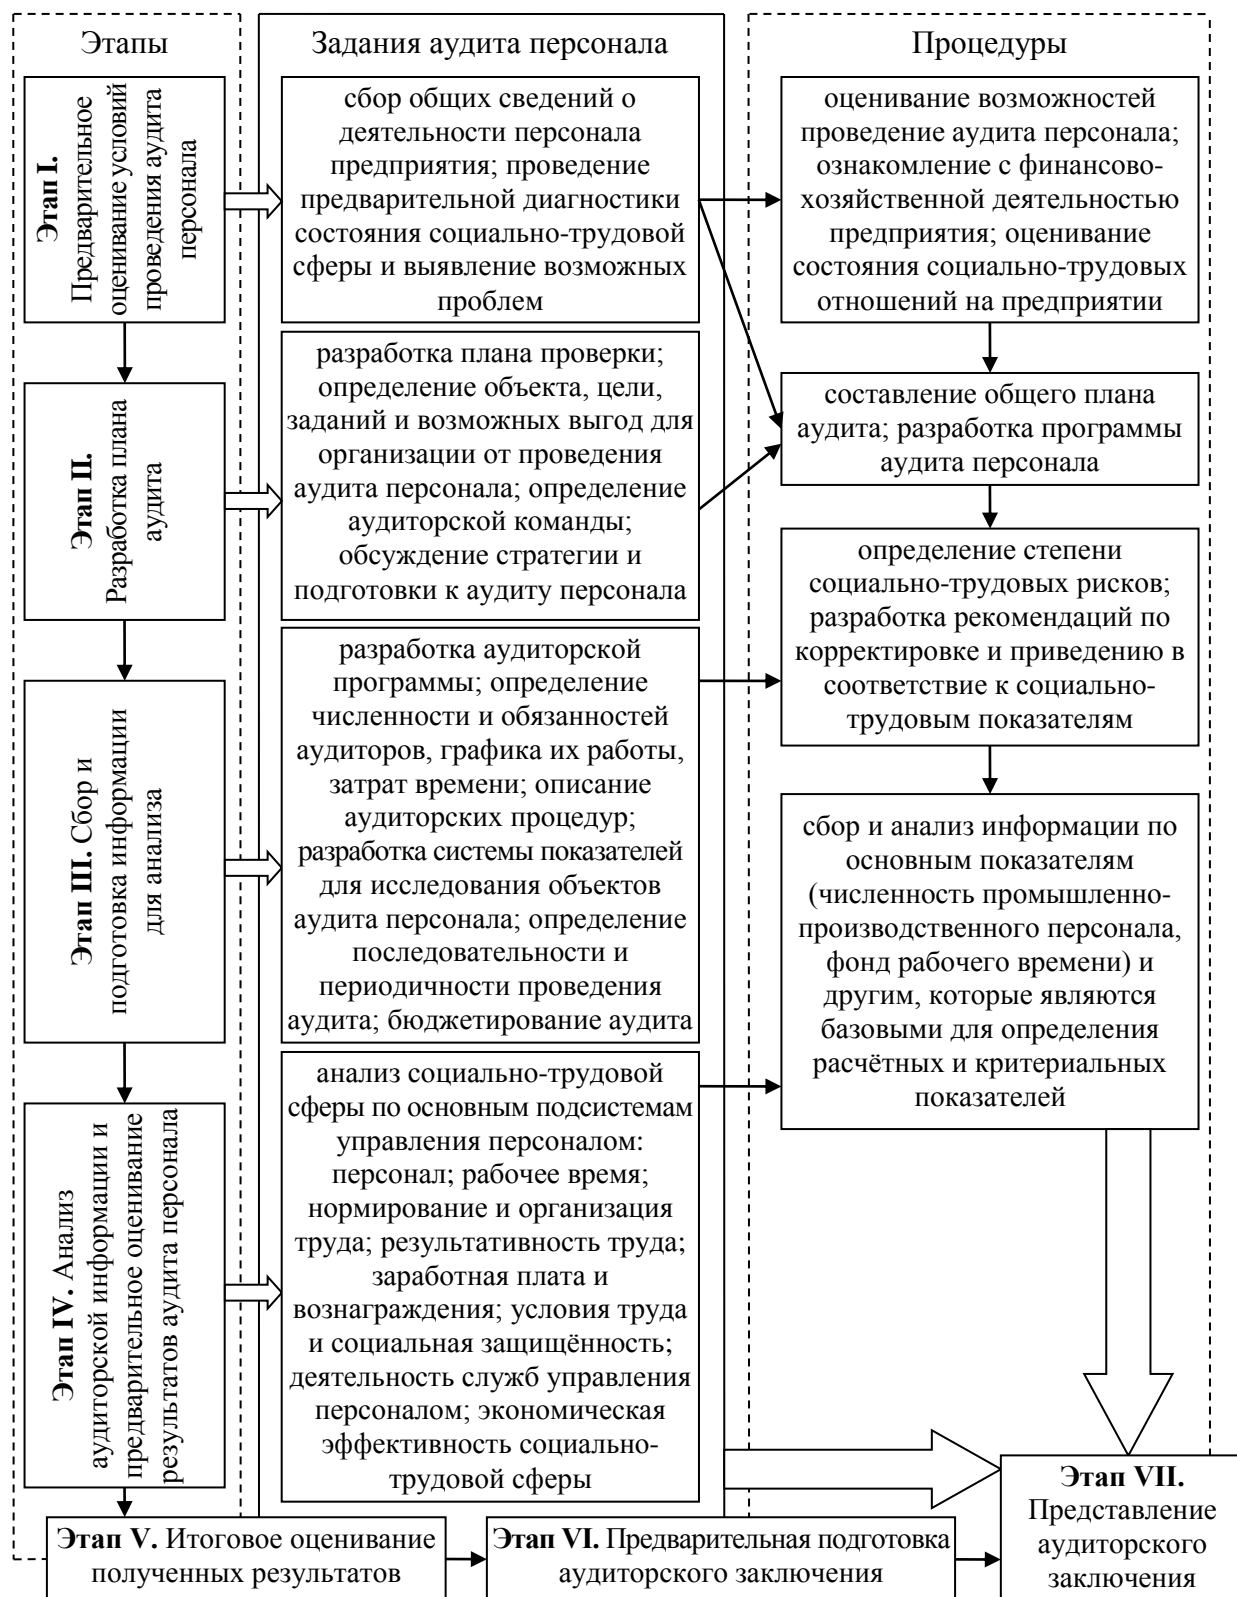 Этапы
Задания аудита персонала
Процедуры
Этап I.
Предварительное
оценивание условий
проведения аудита
персонала
сбор общих сведений о
деятельности персонала
предприятия; проведение
предварительной диагностики
состояния социально-трудовой
сферы и выявление возможных
проблем
оценивание возможностей
проведение аудита персонала;
ознакомление с финансово-
хозяйственной деятельностью
предприятия; оценивание
состояния социально-трудовых
отношений на предприятии
Этап II.
Разработка плана
аудита
разработка плана проверки;
определение объекта, цели,
заданий и возможных выгод для
организации от проведения
аудита персонала; определение
аудиторской команды;
обсуждение стратегии и
подготовки к аудиту персонала
составление общего плана
аудита; разработка программы
аудита персонала
Этап III. Сбор и
подготовка информации
для анализа
разработка аудиторской
программы; определение
численности и обязанностей
аудиторов, графика их работы,
затрат времени; описание
аудиторских процедур;
разработка системы показателей
для исследования объектов
аудита персонала; определение
последовательности и
периодичности проведения
аудита; бюджетирование аудита
определение степени
социально-трудовых рисков;
разработка рекомендаций по
корректировке и приведению в
соответствие к социально-
трудовым показателям
Этап IV. Анализ
аудиторской информации и
предварительное оценивание
результатов аудита персонала
анализ социально-трудовой
сферы по основным подсистемам
управления персоналом:
персонал; рабочее время;
нормирование и организация
труда; результативность труда;
заработная плата и
вознаграждения; условия труда
и социальная защищённость;
деятельность служб управления
персоналом; экономическая
эффективность социально-
трудовой сферы
сбор и анализ информации по
основным показателям
(численность промышленно-
производственного персонала,
фонд рабочего времени) и
другим, которые являются
базовыми для определения
расчётных и критериальных
показателей
Этап V. Итоговое оценивание
полученных результатов
Этап VI. Предварительная подготовка
аудиторского заключения
Этап VII.
Представление
аудиторского
заключения